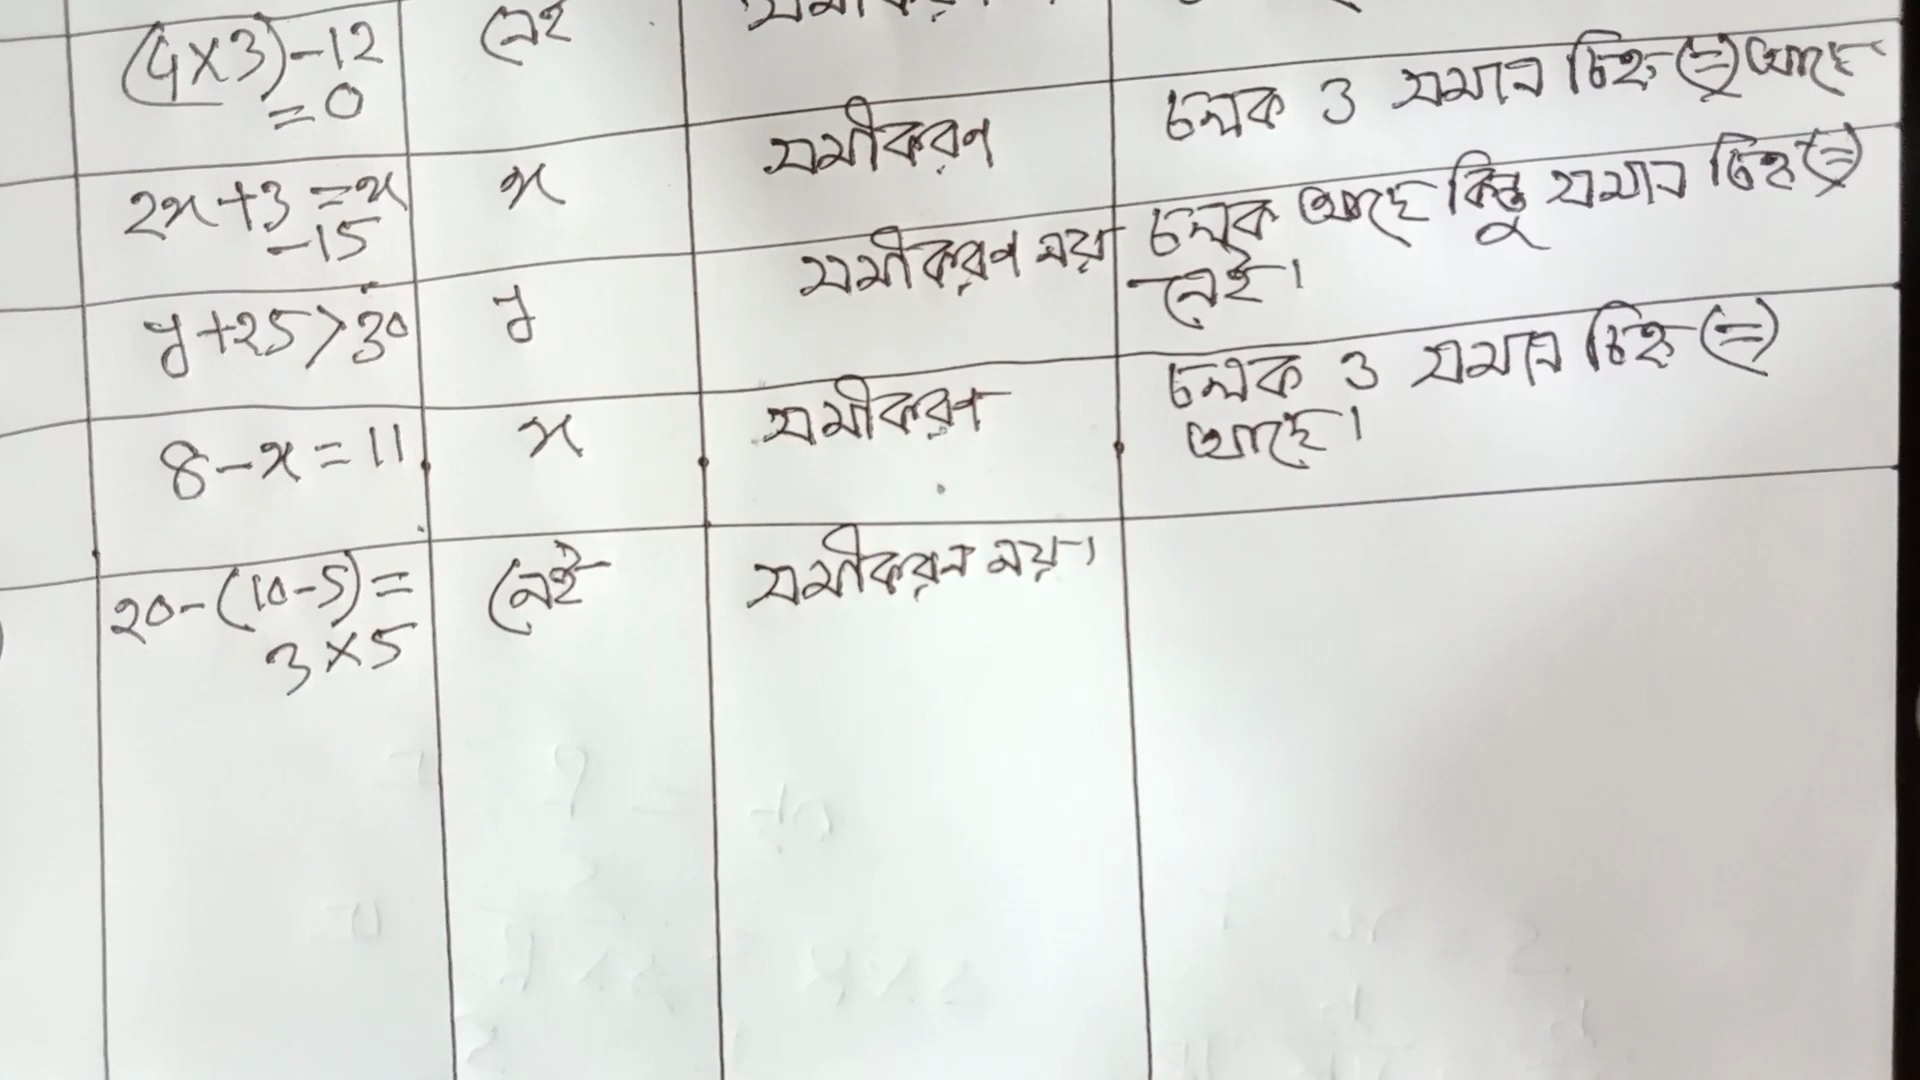 (4×3)-12 নেই
= 0
2x+3=x x সমীকরণ চলক ও সমান চিহ্ন (=) আছে
-15
y+25>30 y সমীকরণ নয় চলক আছে কিন্তু সমান চিহ্ন (=)
নেই।
8-x=11 x সমীকরণ চলক ও সমান চিহ্ন (=)
আছে।
20-(10-5)= নেই সমীকরণ নয়।
3×5